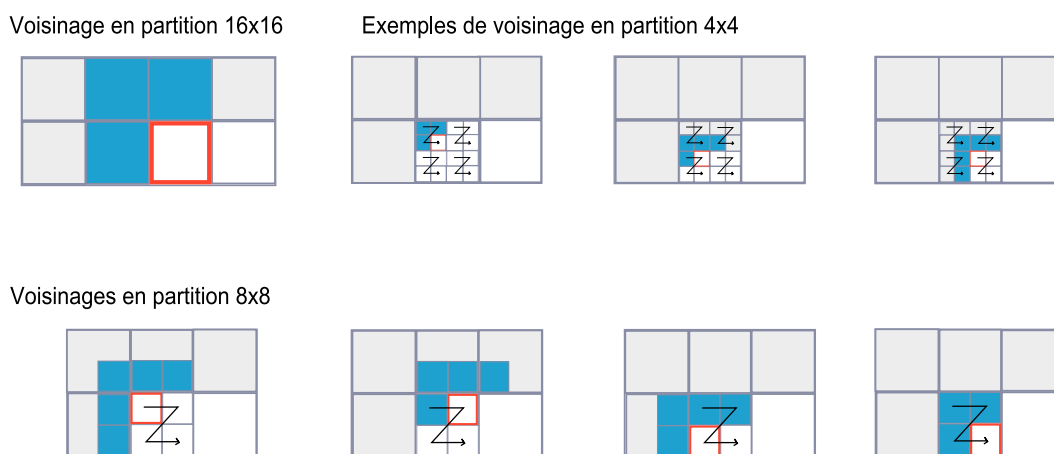 Voisinage en partition 16x16
Exemples de voisinage en partition 4x4
Voisinages en partition 8x8